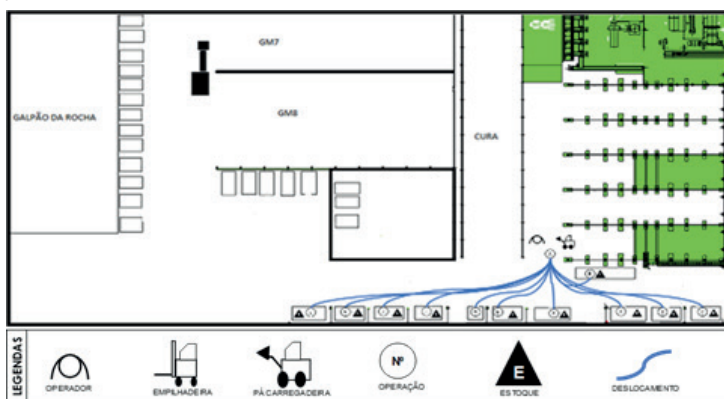 GM7
GALPÃO DA ROCHA
GM8
CURA
LEGENDAS
OPERADOR
EMPILHADEIRA
PÁ CARREGADEIRA
Nº
OPERAÇÃO
E
ESTOQUE
DESLOCAMENTO